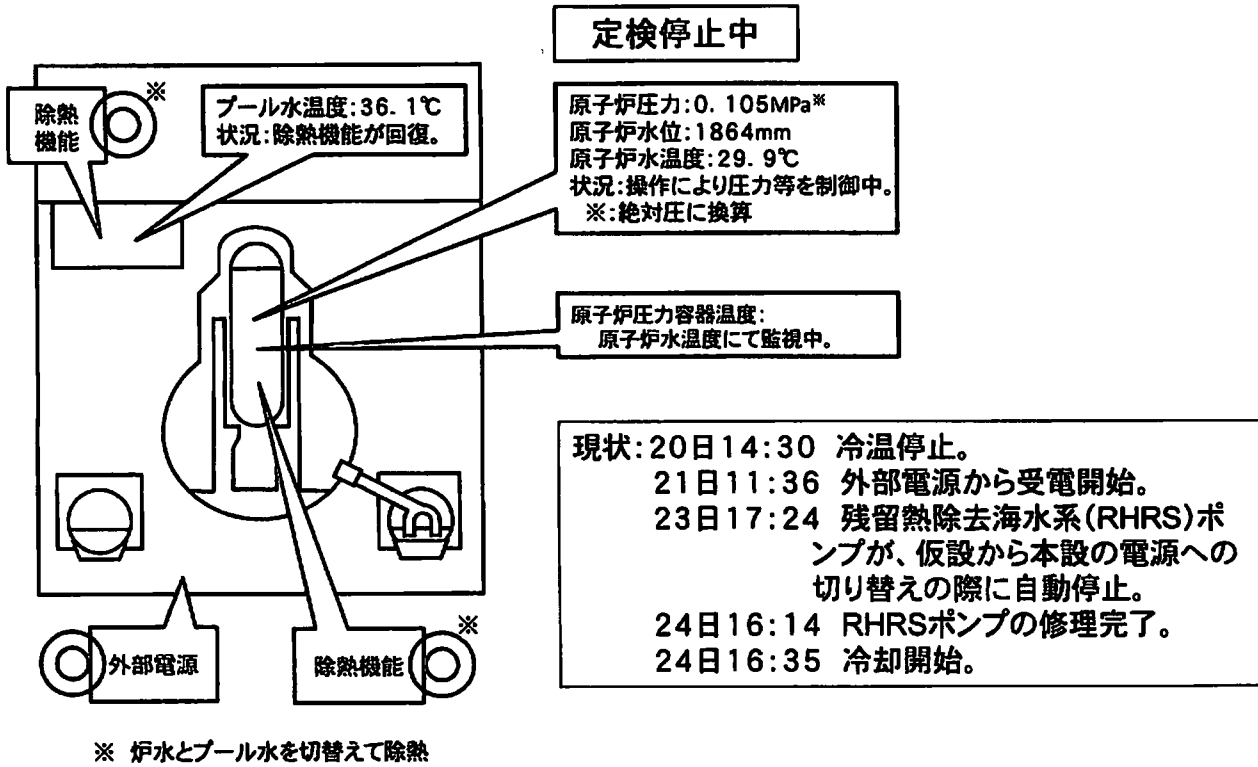 定検停止中
※
除熱
機能
プール水温度:36. 1℃
状況:除熱機能が回復。
原子炉圧力:0. 105MPa※
原子炉水位:1864mm
原子炉水温度:29. 9℃
状況:操作により圧力等を制御中。
※:絶対圧に換算
原子炉圧力容器温度:
原子炉水温度にて監視中。
現状:20日14:30 冷温停止。
21日11:36 外部電源から受電開始。
23日17:24 残留熱除去海水系(RHRS)ポ
ンプが、仮設から本設の電源への
切り替えの際に自動停止。
24日16:14 RHRSポンプの修理完了。
24日16:35 冷却開始。
外部電源
除熱機能
※
※ 炉水とプール水を切替えて除熱